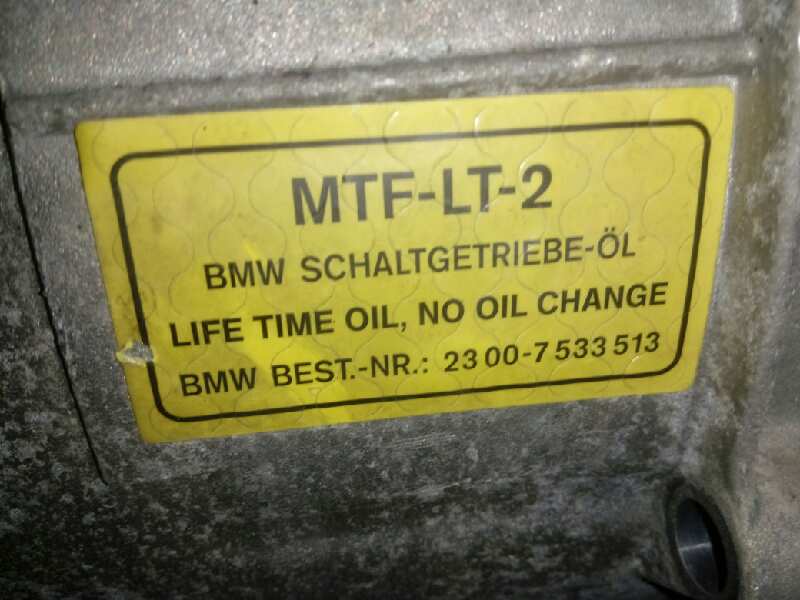 MTF-LT-2
BMW SCHALTGETRIEBE-ÖL
LIFE TIME OIL, NO OIL CHANGE
BMW BEST.-NR.: 23 00-7 533 513